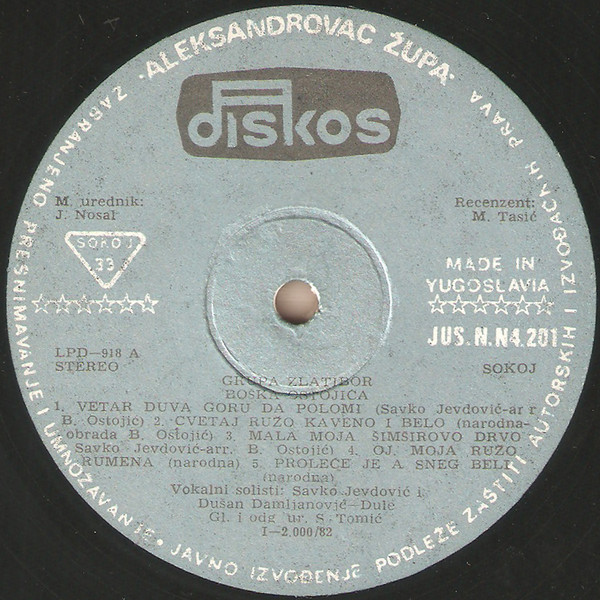 ALEKSANDROVAC ŽUPA
diskos
ZABRANJENO PRESNIMAVANJE I UMNOŽAVANJE • JAVNO IZVOĐENJE PODLEŽE ZAŠTITI AUTORSKIH I IZVOĐAČKIH PRAVA
M. urednik:
J. Nosal
Recenzent:
M. Tasić
SOKOJ
33
MADE IN
YUGOSLAVIA
JUS.N.N4.201
LPD—918 A
STEREO
SOKOJ
GRUPA ZLATIBOR
BOŠKA OSTOJIĆA
1. VETAR DUVA GORU DA POLOMI (Savko Jevdović-ar r
B. Ostojić) 2. CVETAJ RUŽO KAVENO I BELO (narodna-
obrada B. Ostojić) 3. MALA MOJA ŠIMŠIROVO DRVO
Savko Jevdović-arr. B. Ostojić) 4. OJ, MOJA RUŽO
RUMENA (narodna) 5. PROLEĆE JE A SNEG BELI
(narodna)
Vokalni solisti: Savko Jevdović i
Dušan Damljanović-Dule
Gl. i odg ur. S Tomić
I—2.000/82